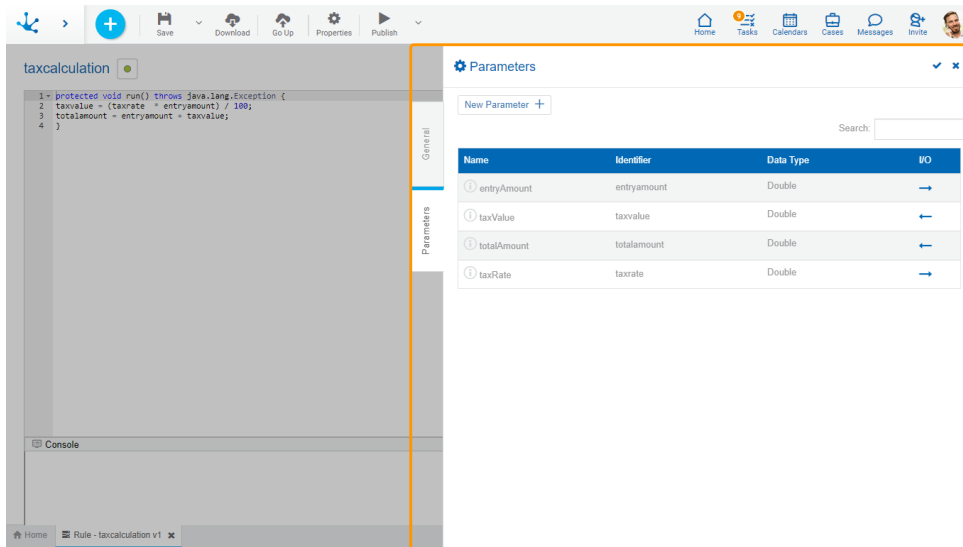 Save
Download
Go Up
Properties
Publish
Home
9
Tasks
Calendars
Cases
Messages
Invite
taxcalculation
1 protected void run() throws java.lang.Exception {
2 taxvalue = (taxrate * entryamount) / 100;
3 totalamount = entryamount + taxvalue;
4 }
General
Parameters
Parameters
New Parameter +
Search:
Name Identifier Data Type I/O
entryAmount entryamount Double →
taxValue taxvalue Double ←
totalAmount totalamount Double ←
taxRate taxrate Double →
Console
Home
Rule - taxcalculation v1